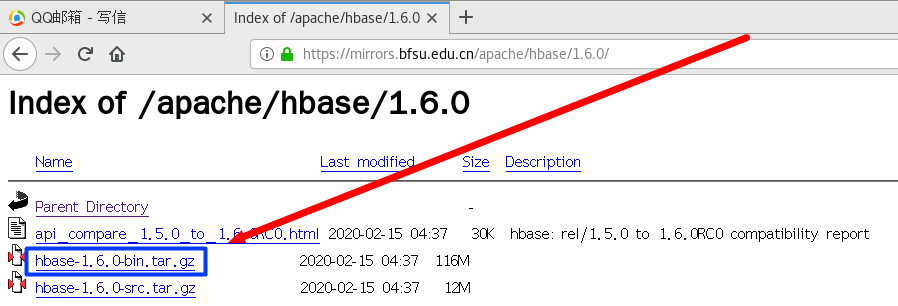 QQ邮箱 - 写信
Index of /apache/hbase/1.6.0
https://mirrors.bfsu.edu.cn/apache/hbase/1.6.0/
Index of /apache/hbase/1.6.0
Name Last modified Size Description
Parent Directory -
api_compare_1.5.0_to_1.6.0RC0.html 2020-02-15 04:37 30K hbase: rel/1.5.0 to 1.6.0RC0 compatibility report
hbase-1.6.0-bin.tar.gz 2020-02-15 04:37 116M
hbase-1.6.0-src.tar.gz 2020-02-15 04:37 12M